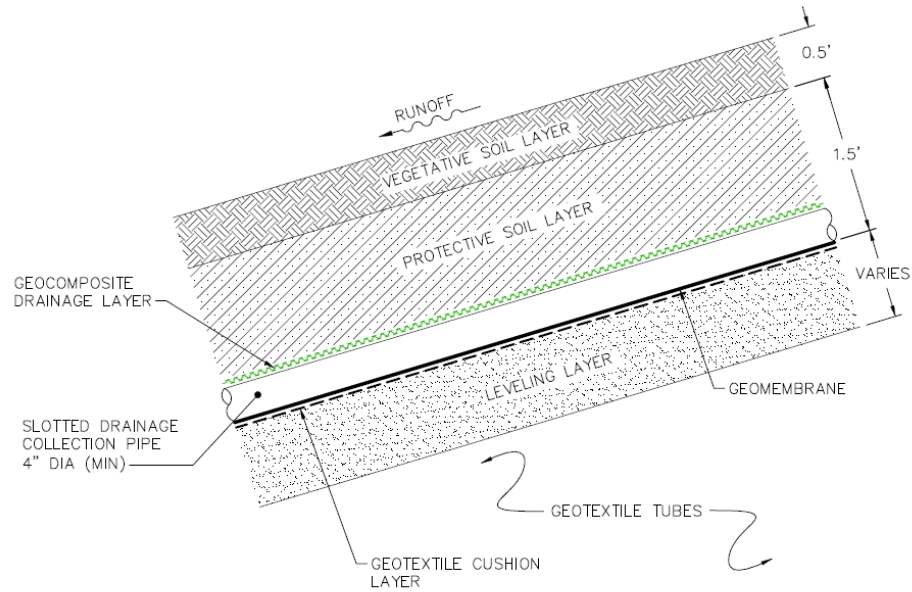 0.5'
RUNOFF
VEGETATIVE SOIL LAYER
1.5'
PROTECTIVE SOIL LAYER
GEOCOMPOSITE
DRAINAGE LAYER
VARIES
LEVELING LAYER
GEOMEMBRANE
SLOTTED DRAINAGE
COLLECTION PIPE
4" DIA (MIN)
GEOTEXTILE TUBES
GEOTEXTILE CUSHION
LAYER